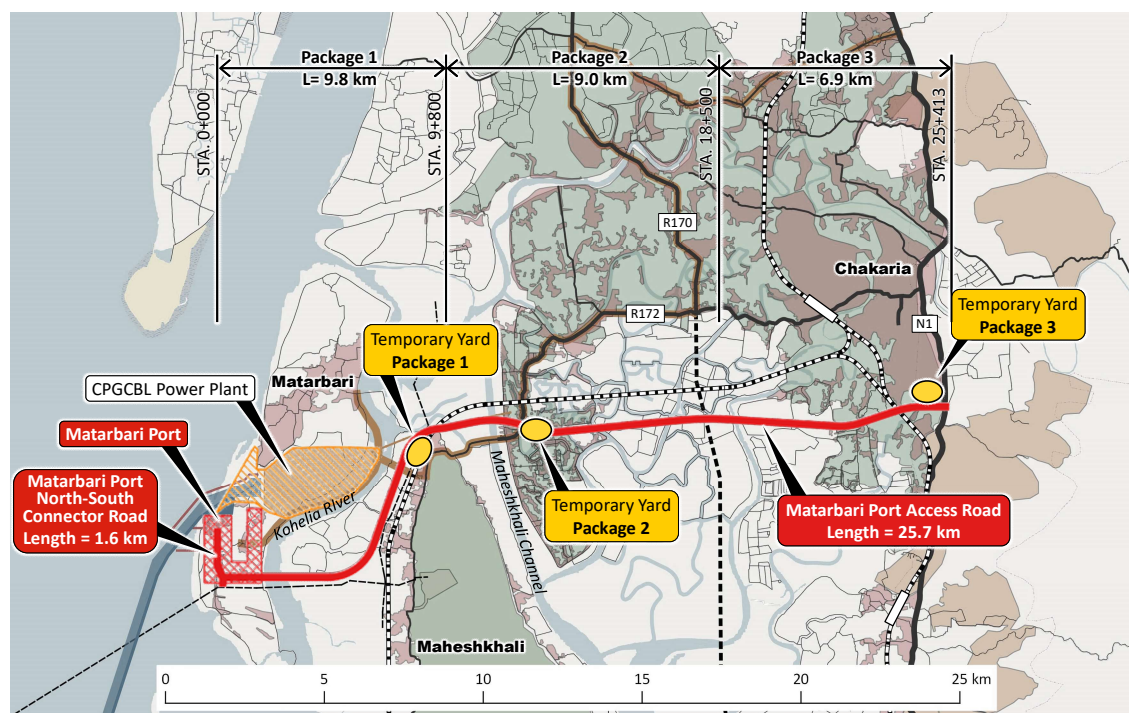 Package 1
L= 9.8 km
Package 2
L= 9.0 km
Package 3
L= 6.9 km
STA. 0+000
STA. 9+800
STA. 18+500
STA. 25+413
R170
Chakaria
R172
N1
Temporary Yard
Package 3
Temporary Yard
Package 1
Matarbari
CPGCBL Power Plant
Matarbari Port
Matarbari Port
North-South
Connector Road
Length = 1.6 km
Kohelia RIver
Maheshkhali Channel
Temporary Yard
Package 2
Matarbari Port Access Road
Length = 25.7 km
Maheshkhali
0
5
10
15
20
25 km